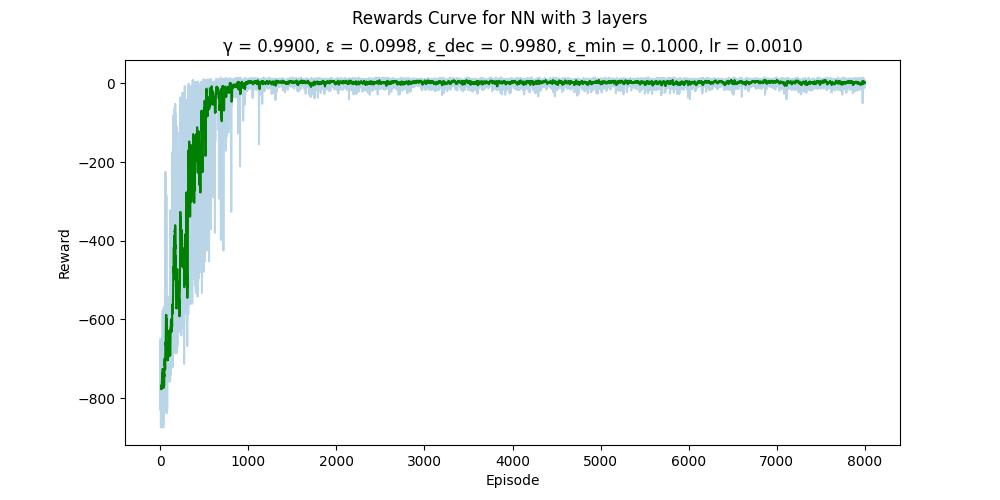 Rewards Curve for NN with 3 layers
γ = 0.9900, ε = 0.0998, ε_dec = 0.9980, ε_min = 0.1000, lr = 0.0010
0
−200
−400
−600
−800
Reward
0 1000 2000 3000 4000 5000 6000 7000 8000
Episode